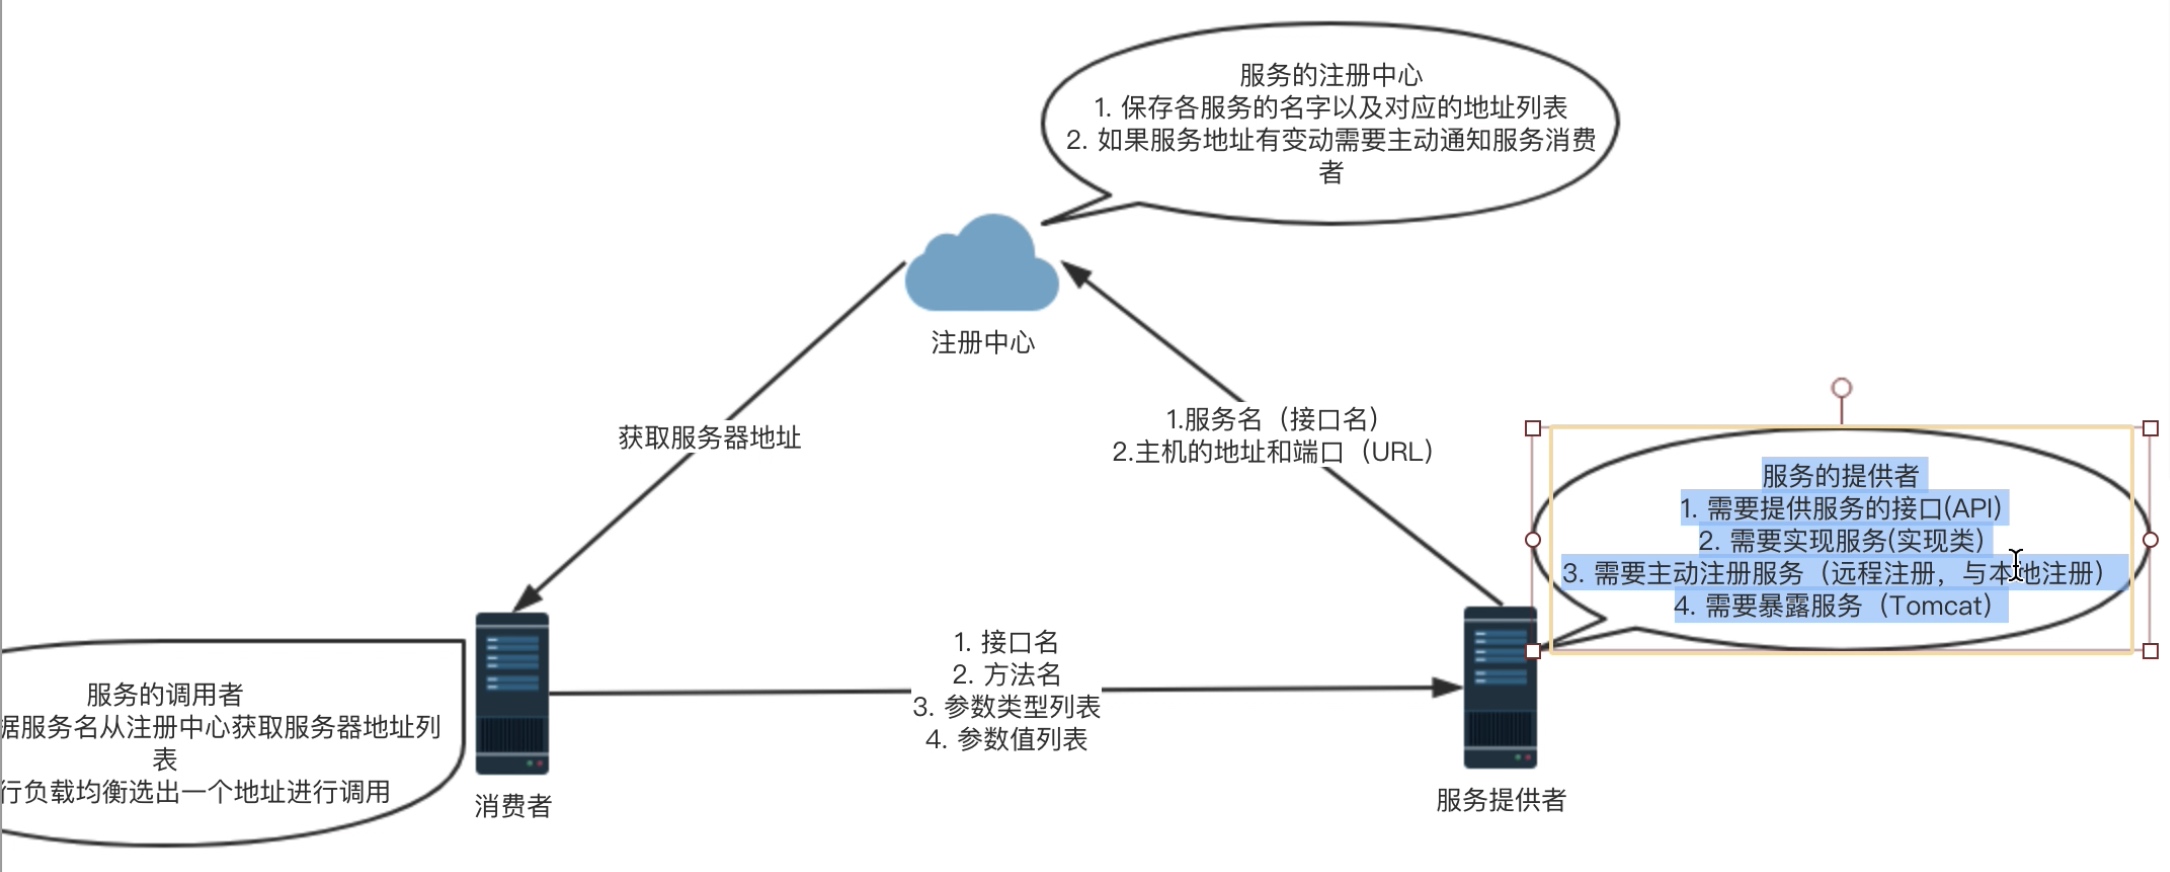 服务的注册中心
1. 保存各服务的名字以及对应的地址列表
2. 如果服务地址有变动需要主动通知服务消费
者
注册中心
获取服务器地址
1.服务名（接口名）
2.主机的地址和端口（URL）
服务的提供者
1. 需要提供服务的接口(API)
2. 需要实现服务(实现类)
3. 需要主动注册服务（远程注册，与本地注册）
4. 需要暴露服务（Tomcat）
1. 接口名
2. 方法名
3. 参数类型列表
4. 参数值列表
服务的调用者
据服务名从注册中心获取服务器地址列
表
行负载均衡选出一个地址进行调用
消费者
服务提供者